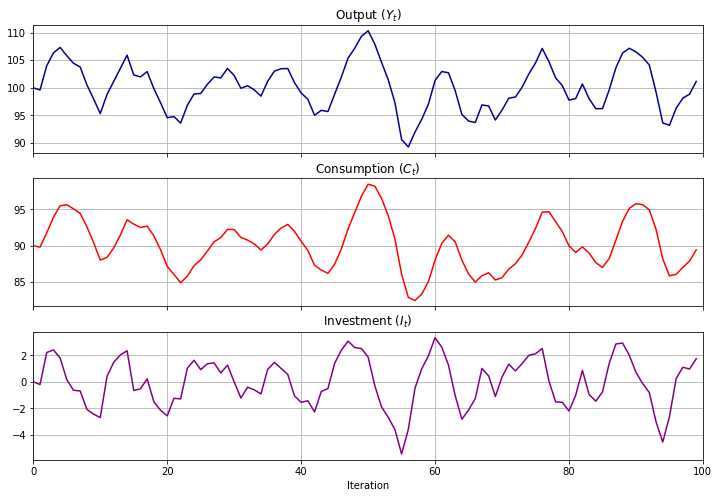 Output (Y_t)
110
105
100
95
90
Consumption (C_t)
95
90
85
Investment (I_t)
2
0
−2
−4
0 20 40 60 80 100
Iteration